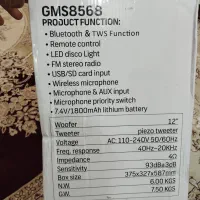 GMS8568
PRODUCT FUNCTION:
• Bluetooth & TWS Function
• Remote control
• LED disco Light
• FM stereo radio
• USB/SD card input
• Wireless microphone
• Microphone & AUX input
• Microphone priority switch
• 7.4V/1800mAh lithium battery
Woofer 12"
Tweeter piezo tweeter
Voltage AC 110-240V 50/60Hz
Freq. response 40Hz-20KHz
Impedance 4Ω
Sensitivity 93dB±3dB
Box size 375x327x587mm
N.W. 6.00 KGS
G.W. 7.50 KGS